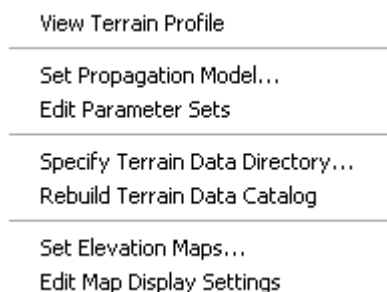 View Terrain Profile
Set Propagation Model...
Edit Parameter Sets
Specify Terrain Data Directory...
Rebuild Terrain Data Catalog
Set Elevation Maps...
Edit Map Display Settings